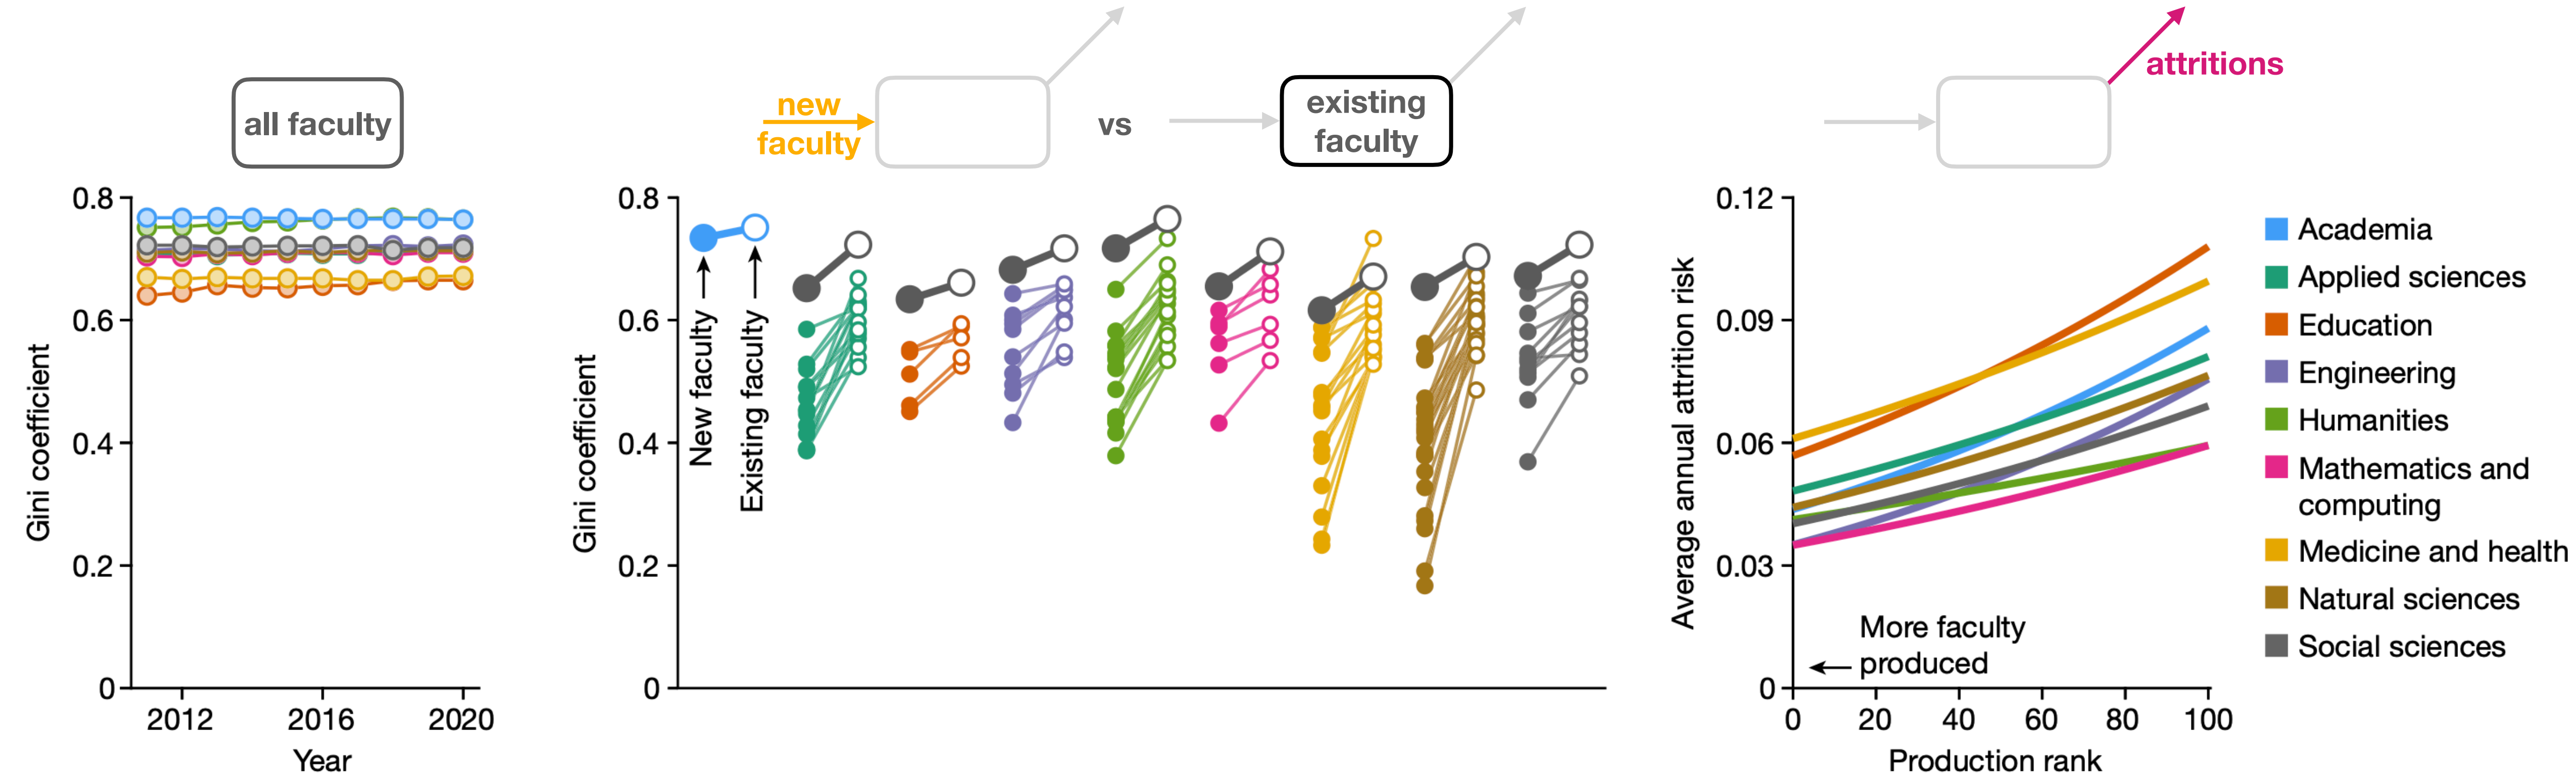 all faculty
0.8
0.6
0.4
0.2
0
Gini coefficient
2012
2016
2020
Year
new
faculty
vs
existing
faculty
0.8
0.6
0.4
0.2
0
Gini coefficient
New faculty
Existing faculty
attritions
0.12
0.09
0.06
0.03
0
Average annual attrition risk
More faculty
produced
0
20
40
60
80
100
Production rank
Academia
Applied sciences
Education
Engineering
Humanities
Mathematics and
computing
Medicine and health
Natural sciences
Social sciences